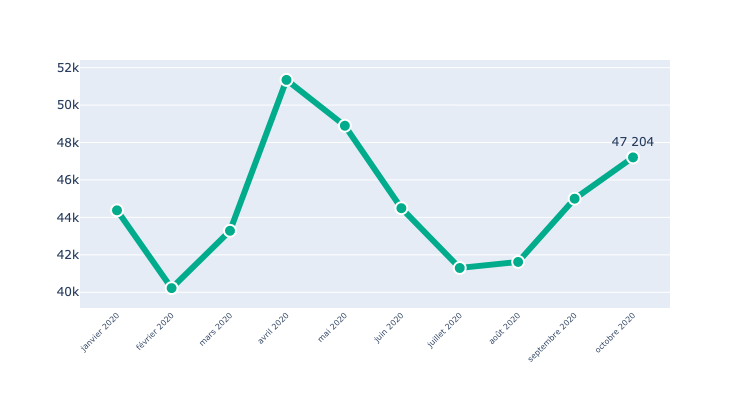 52k
50k
48k
46k
44k
42k
40k
47 204
janvier 2020
février 2020
mars 2020
avril 2020
mai 2020
juin 2020
juillet 2020
août 2020
septembre 2020
octobre 2020